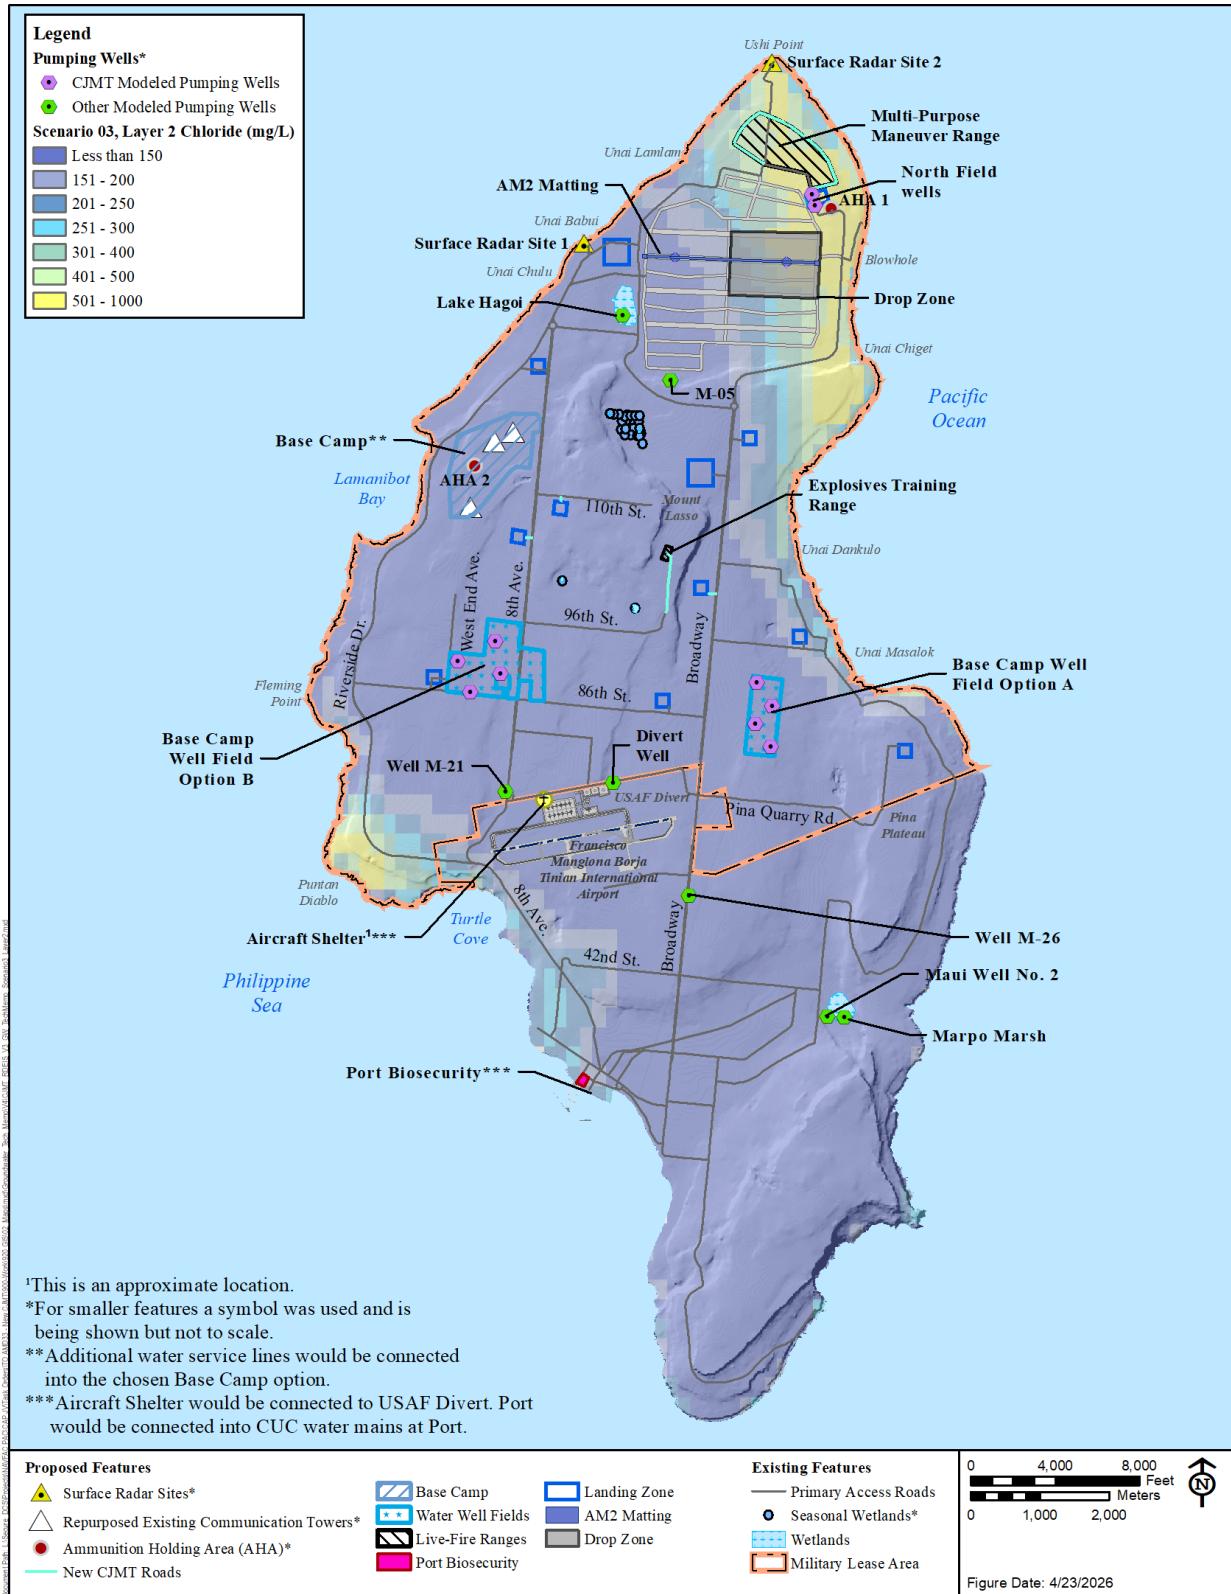 Legend
Pumping Wells*
CJMT Modeled Pumping Wells
Other Modeled Pumping Wells
Scenario 03, Layer 2 Chloride (mg/L)
Less than 150
151 - 200
201 - 250
251 - 300
301 - 400
401 - 500
501 - 1000
Ushi Point
Surface Radar Site 2
Multi-Purpose
Maneuver Range
Unai Lamlam
North Field
wells
AM2 Matting
AHA 1
Unai Babui
Surface Radar Site 1
Blowhole
Unai Chulu
Lake Hagoi
Drop Zone
Unai Chiget
M-05
Pacific
Ocean
Base Camp**
Lamanibot
Bay
AHA 2
Explosives Training
Range
Mount
Lasso
110th St.
Unai Dankulo
West End Ave.
8th Ave.
96th St.
Broadway
Riverside Dr.
Unai Masalok
Base Camp Well
Field Option A
Fleming
Point
86th St.
Base Camp
Well Field
Option B
Divert
Well
Well M-21
USAF Divert
Pina Quarry Rd.
Pina
Plateau
Francisco
Manglona Borja
Tinian International
Airport
Puntan
Diablo
8th Ave.
Turtle
Cove
Aircraft Shelter¹***
Broadway
Well M-26
42nd St.
Maui Well No. 2
Philippine
Sea
Marpo Marsh
Port Biosecurity***
¹This is an approximate location.
*For smaller features a symbol was used and is
being shown but not to scale.
**Additional water service lines would be connected
into the chosen Base Camp option.
***Aircraft Shelter would be connected to USAF Divert. Port
would be connected into CUC water mains at Port.
Proposed Features
Surface Radar Sites*
Repurposed Existing Communication Towers*
Ammunition Holding Area (AHA)*
New CJMT Roads
Base Camp
Water Well Fields
Live-Fire Ranges
Port Biosecurity
Landing Zone
AM2 Matting
Drop Zone
Existing Features
Primary Access Roads
Seasonal Wetlands*
Wetlands
Military Lease Area
0 4,000 8,000
Feet
Meters
0 1,000 2,000
N
Figure Date: 4/23/2026